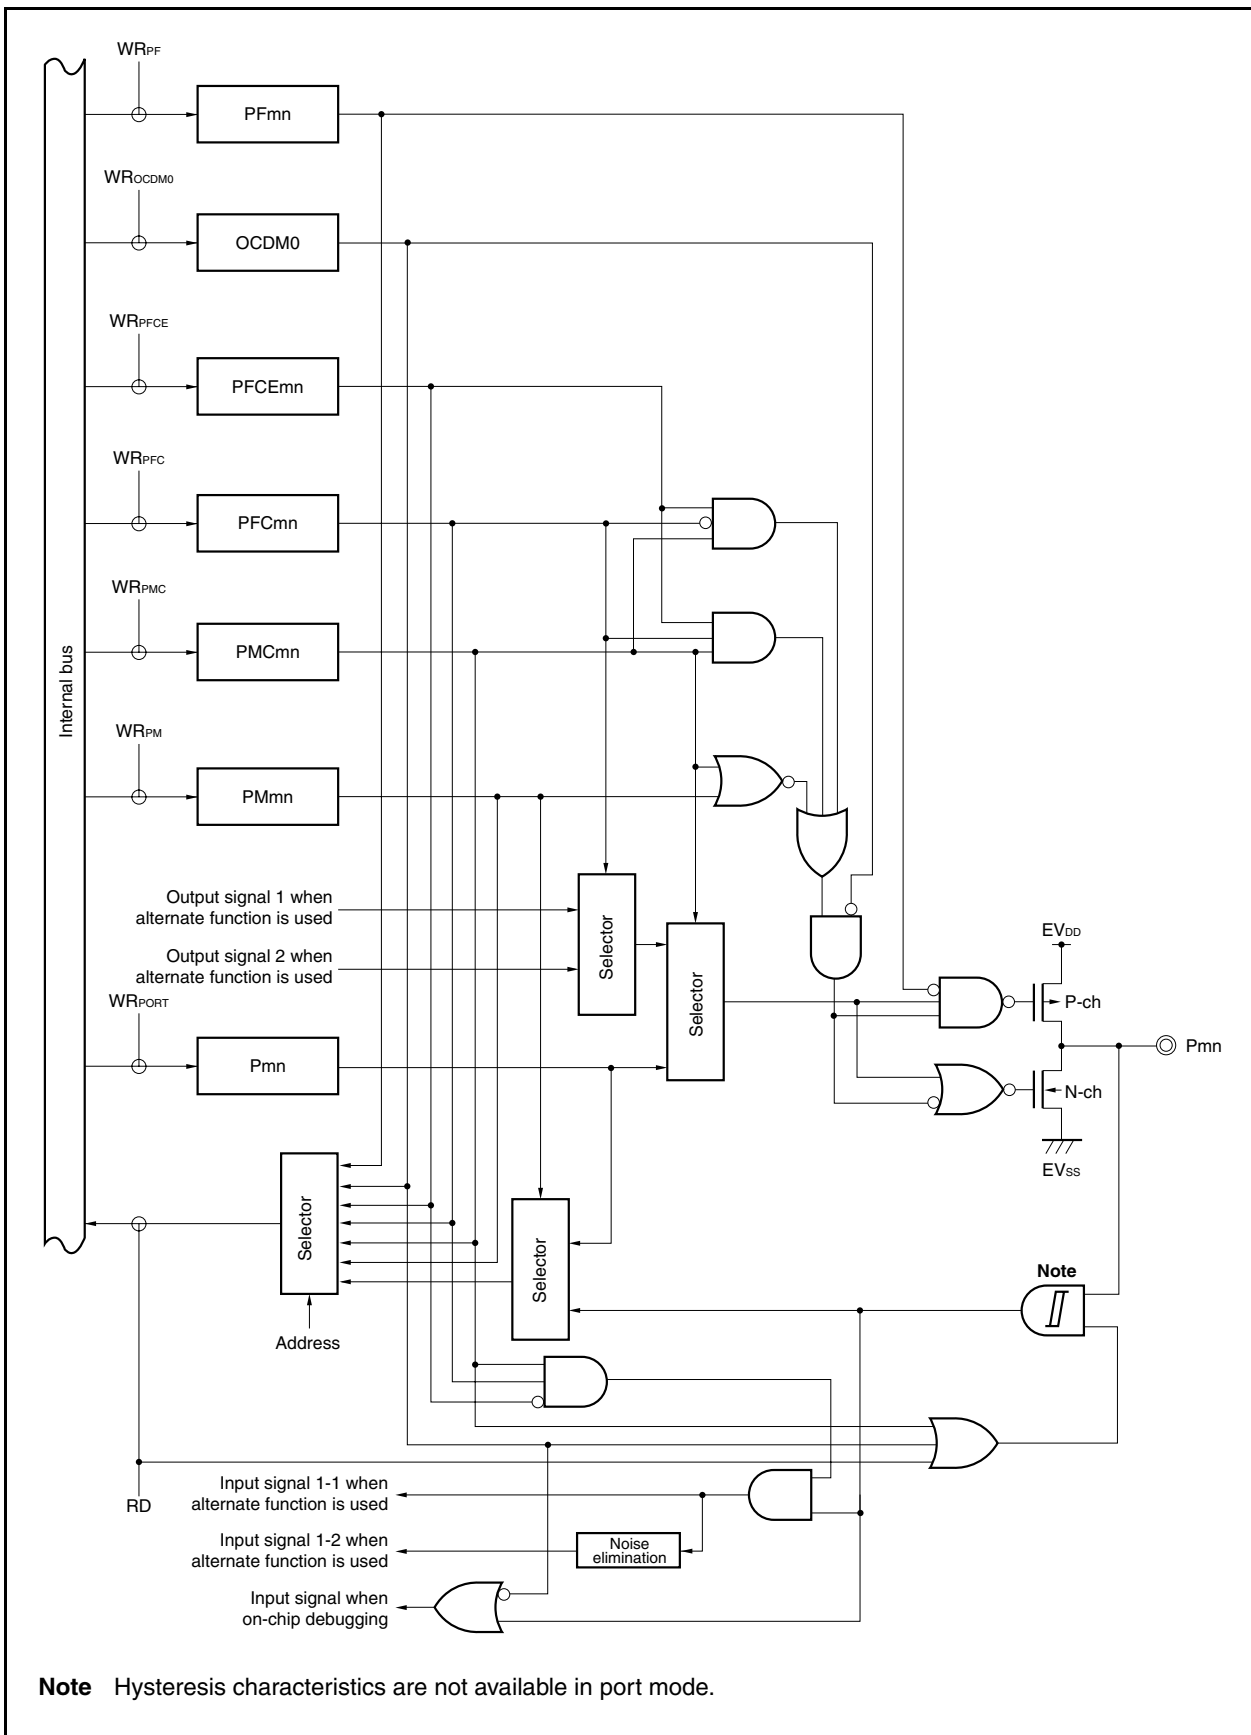 WRPF
PFmn
WROCDM0
OCDM0
WRPFCE
PFCEmn
WRPFC
PFCmn
WRPMC
PMCmn
Internal bus
WRPM
PMmn
Output signal 1 when
alternate function is used
Output signal 2 when
alternate function is used
Selector
Selector
WRPORT
Pmn
EVDD
P-ch
Pmn
N-ch
EVSS
Selector
Selector
Address
Note
RD
Input signal 1-1 when
alternate function is used
Input signal 1-2 when
alternate function is used
Noise
elimination
Input signal when
on-chip debugging
Note Hysteresis characteristics are not available in port mode.